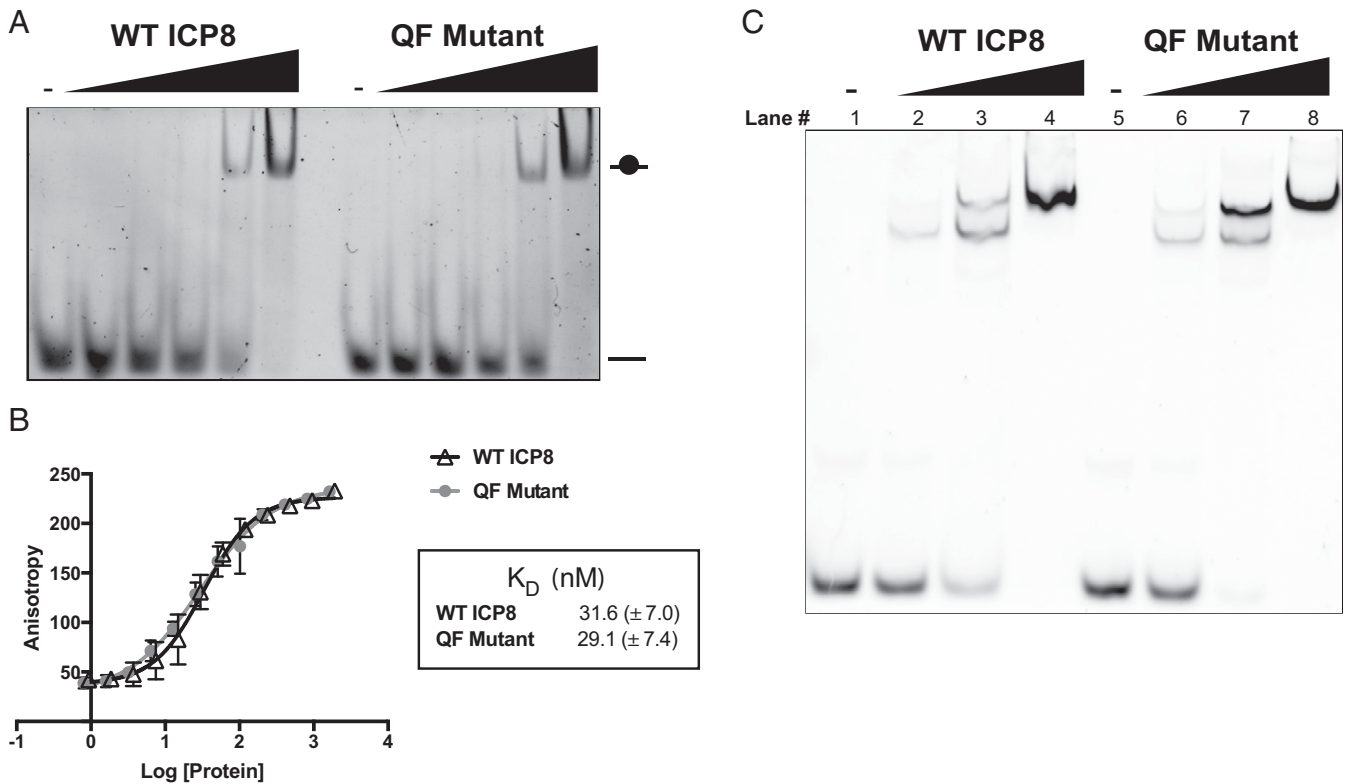 A
WT ICP8
QF Mutant
- -
B
WT ICP8
QF Mutant
250
200
150
100
50
Anisotropy
-1 0 1 2 3 4
Log [Protein]
K_D (nM)
WT ICP8 31.6 (± 7.0)
QF Mutant 29.1 (± 7.4)
C
WT ICP8
QF Mutant
- -
Lane # 1 2 3 4 5 6 7 8